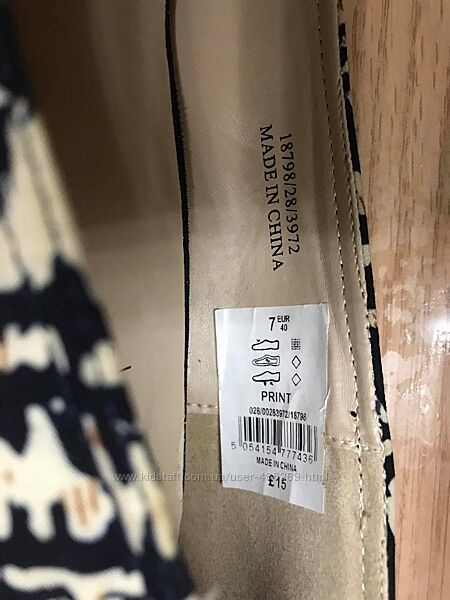 18798/28/3972
MADE IN CHINA
7 EUR 40
PRINT
028/00283972/18798
5 054154 777436
MADE IN CHINA
£15